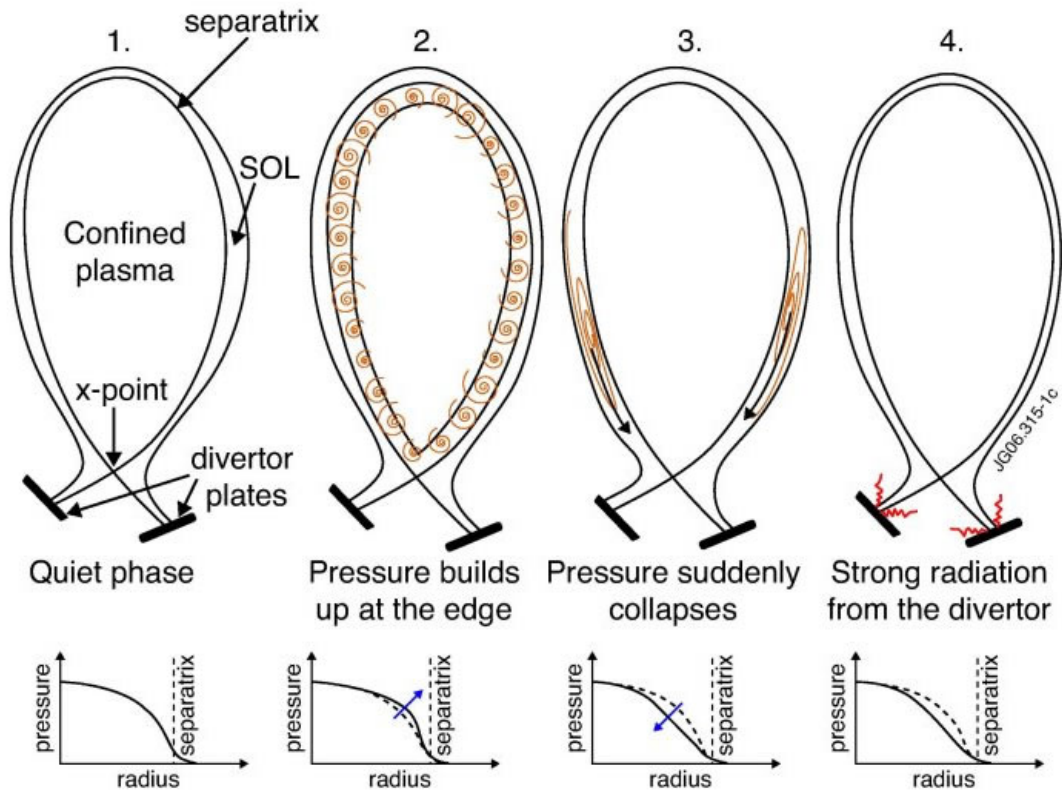 1.
separatrix
SOL
Confined
plasma
x-point
divertor
plates
Quiet phase
2.
Pressure builds
up at the edge
3.
Pressure suddenly
collapses
4.
JG06.315-1c
Strong radiation
from the divertor
pressure
separatrix
radius
pressure
separatrix
radius
pressure
separatrix
radius
pressure
separatrix
radius